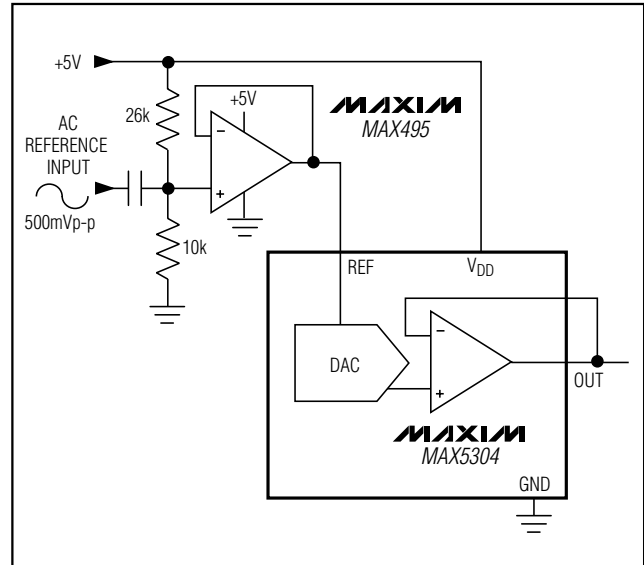 +5V
26k
+5V
MAXIM
MAX495
AC
REFERENCE
INPUT
500mVp-p
-
+
10k
REF
VDD
DAC
-
+
OUT
MAXIM
MAX5304
GND